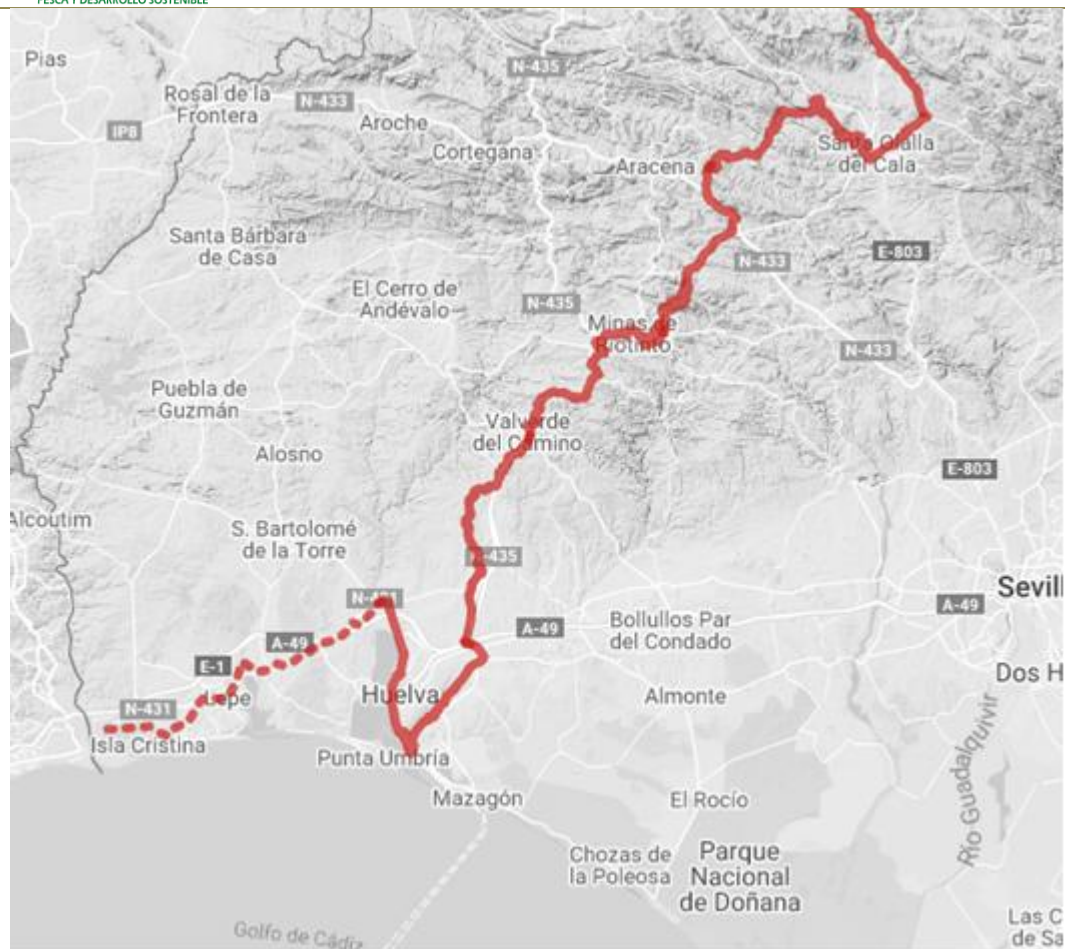 PESCA Y DESARROLLO SOSTENIBLE
Pias
N-435
Rosal de la
Frontera
N-433
Aroche
IP8
Cortegana
Aracena
Santa Olalla
del Cala
Santa Bárbara
de Casa
E-803
N-433
El Cerro de
Andévalo
N-435
Minas de
Riotinto
N-433
Puebla de
Guzmán
Valverde
del Camino
Alosno
E-803
Alcoutim
S. Bartolomé
de la Torre
N-435
Sevil
N-431
A-49
Bollullos Par
del Condado
A-49
A-49
E-1
Dos H
Lepe
Huelva
Almonte
N-431
Isla Cristina
Punta Umbría
Río Guadalquivir
Mazagón
El Rocío
Chozas de
la Poleosa
Parque
Nacional
de Doñana
Las C
de Sa
Golfo de Cádiz